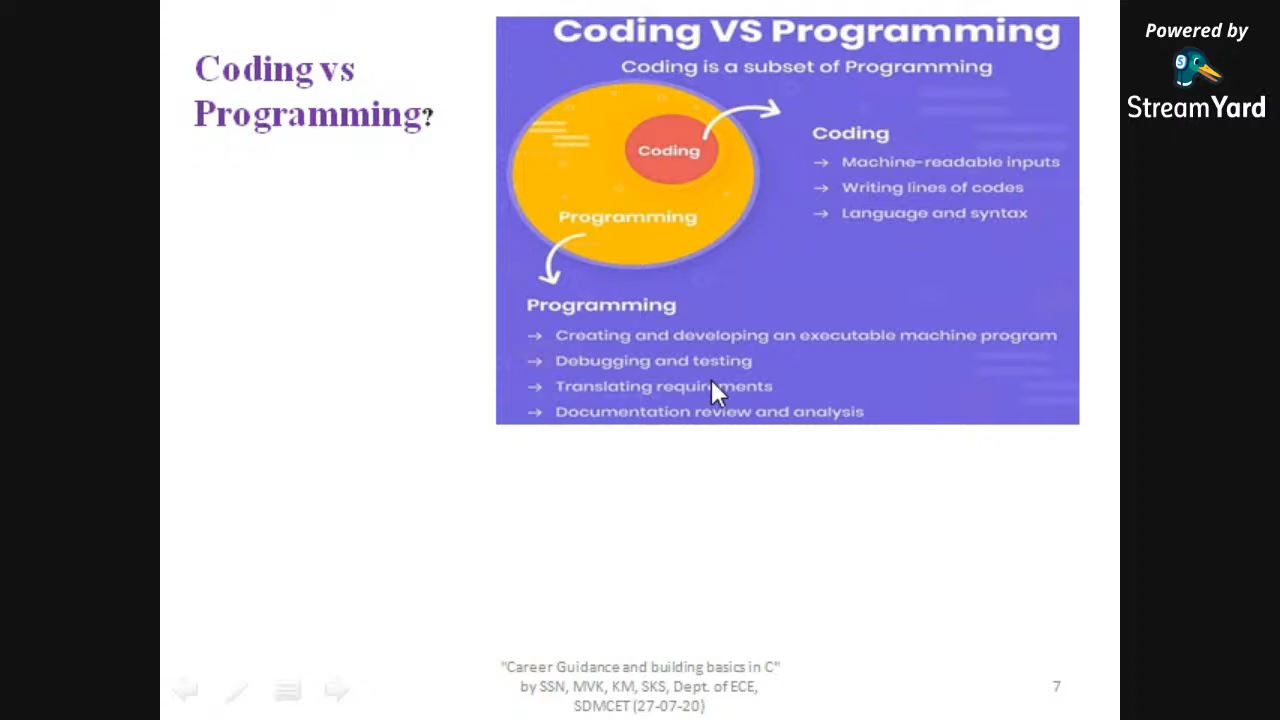 Coding vs
Programming?
Coding VS Programming
Coding is a subset of Programming
Coding
Programming
Coding
→ Machine-readable inputs
→ Writing lines of codes
→ Language and syntax
Programming
→ Creating and developing an executable machine program
→ Debugging and testing
→ Translating requirements
→ Documentation review and analysis
Powered by
StreamYard
"Career Guidance and building basics in C"
by SSN, MVK, KM, SKS, Dept. of ECE,
SDMCET (27-07-20)
7